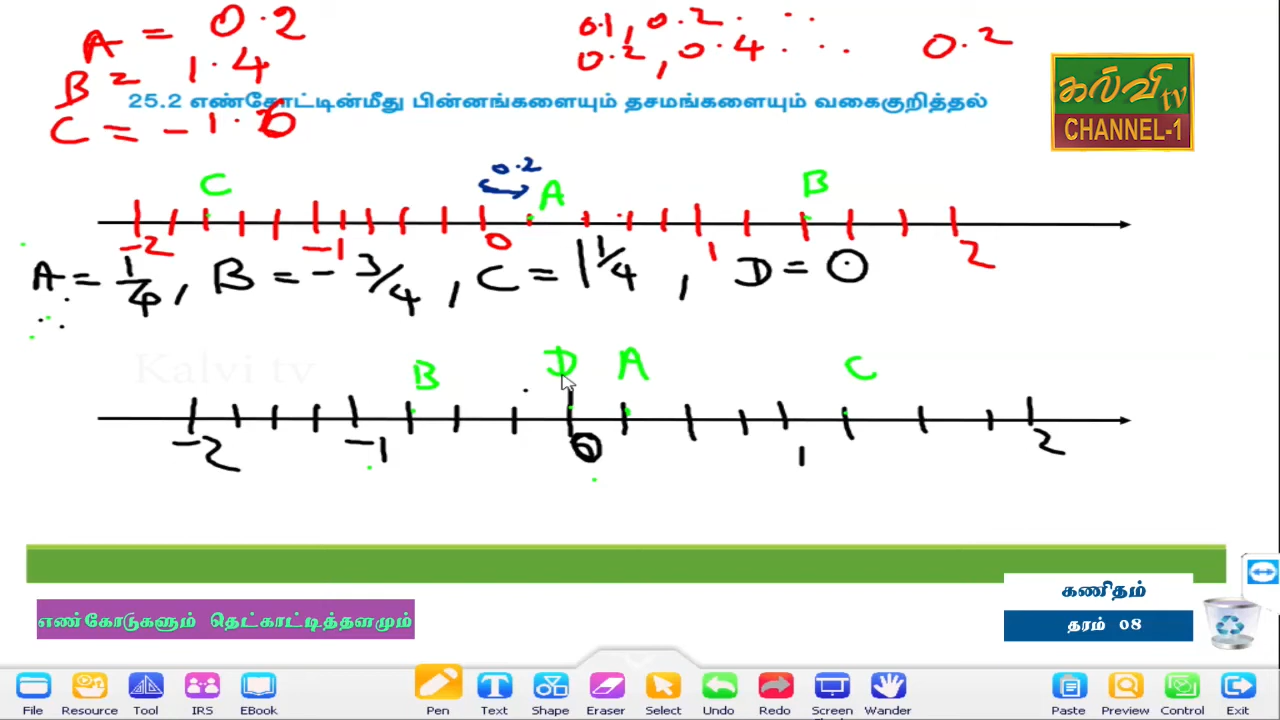 A = 0.2
0.1, 0.2 . . .
B = 1.4
0.2, 0.4 . . . 0.2
25.2 எண்கோட்டின்மீது பின்னங்களையும் தசமங்களையும் வகைகுறித்தல்
C = -1.6
கல்வி tv
CHANNEL-1
0.2
C A B
-2 -1 0 1 2
A = 1/4, B = -3/4, C = 1 1/4, D = 0
Kalvi tv
B D A C
-2 -1 0 1 2
கணிதம்
எண்கோடுகளும் தெட்காட்டித்தளமும்
தரம் 08
File Resource Tool IRS EBook Pen Text Shape Eraser Select Undo Redo Screen Wander Paste Preview Control Exit